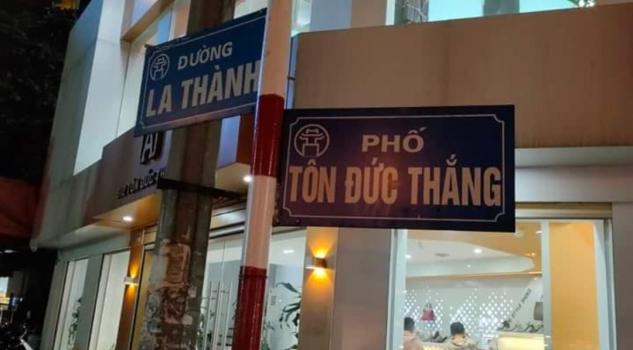 ĐƯỜNG
LA THÀNH
PHỐ
TÔN ĐỨC THẮNG